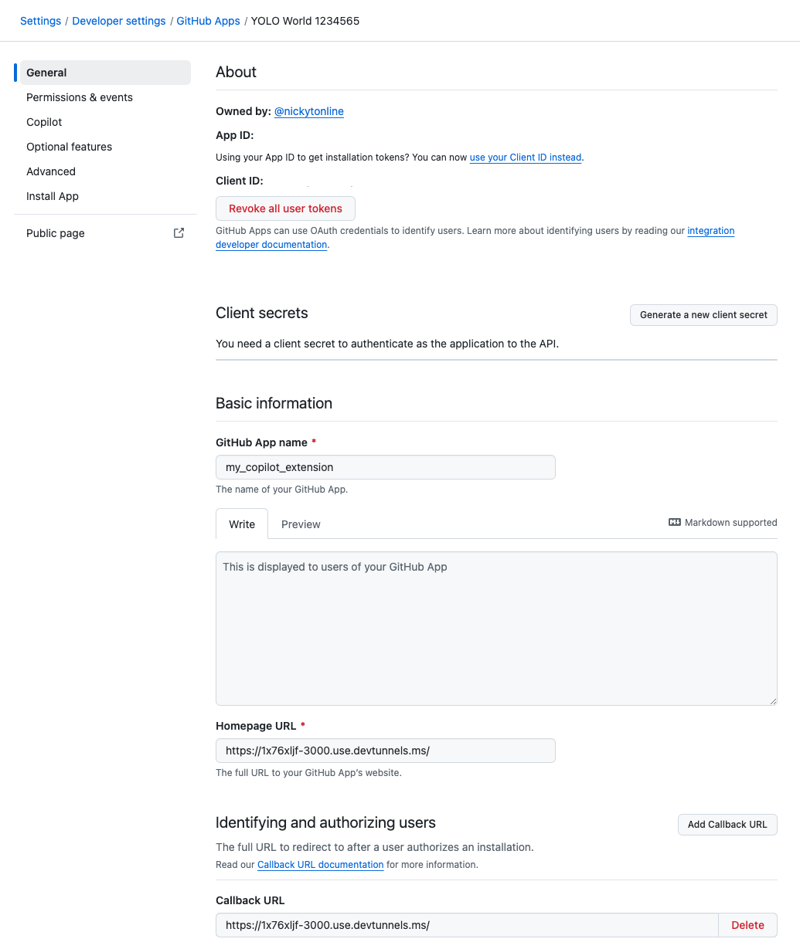 Settings / Developer settings / GitHub Apps / YOLO World 1234565
General
Permissions & events
Copilot
Optional features
Advanced
Install App
Public page
About
Owned by: @nickytonline
App ID:
Using your App ID to get installation tokens? You can now use your Client ID instead.
Client ID:
Revoke all user tokens
GitHub Apps can use OAuth credentials to identify users. Learn more about identifying users by reading our integration
developer documentation.
Client secrets
Generate a new client secret
You need a client secret to authenticate as the application to the API.
Basic information
GitHub App name *
my_copilot_extension
The name of your GitHub App.
Write
Preview
Markdown supported
This is displayed to users of your GitHub App
Homepage URL *
https://1x76xljf-3000.use.devtunnels.ms/
The full URL to your GitHub App's website.
Identifying and authorizing users
Add Callback URL
The full URL to redirect to after a user authorizes an installation.
Read our Callback URL documentation for more information.
Callback URL
https://1x76xljf-3000.use.devtunnels.ms/
Delete